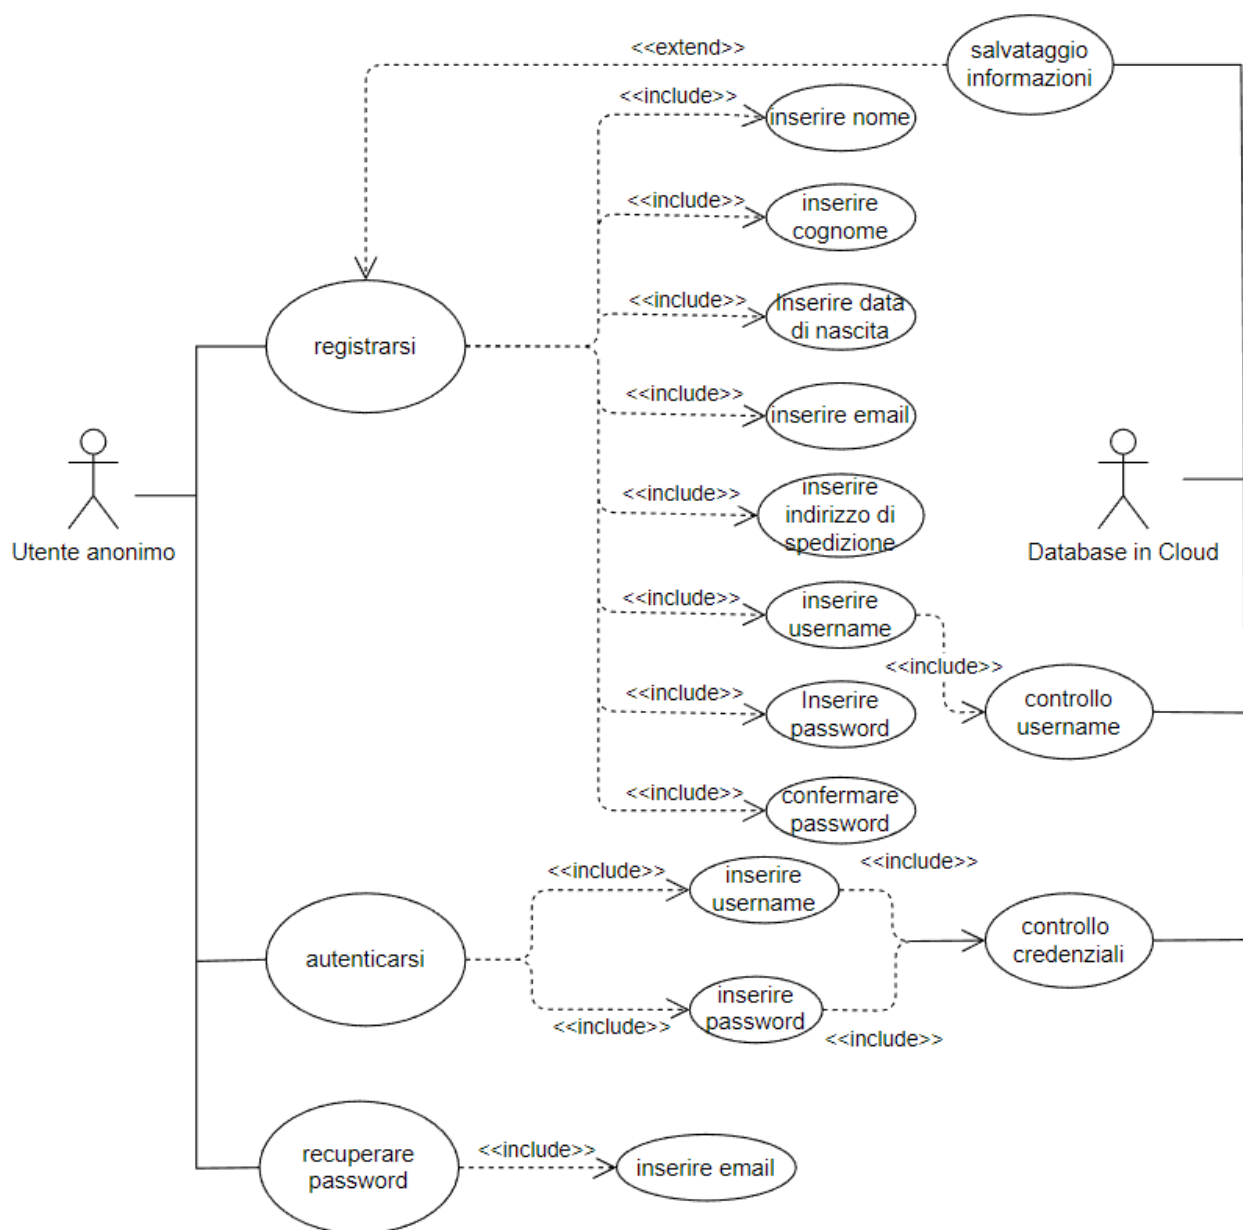 <<extend>>
salvataggio
informazioni
<<include>>
inserire nome
<<include>>
inserire
cognome
<<include>>
Inserire data
di nascita
registrarsi
<<include>>
inserire email
<<include>>
inserire
indirizzo di
spedizione
Utente anonimo
Database in Cloud
<<include>>
inserire
username
<<include>>
controllo
username
<<include>>
Inserire
password
<<include>>
confermare
password
<<include>>
inserire
username
<<include>>
autenticarsi
controllo
credenziali
<<include>>
inserire
password
<<include>>
recuperare
password
<<include>>
inserire email